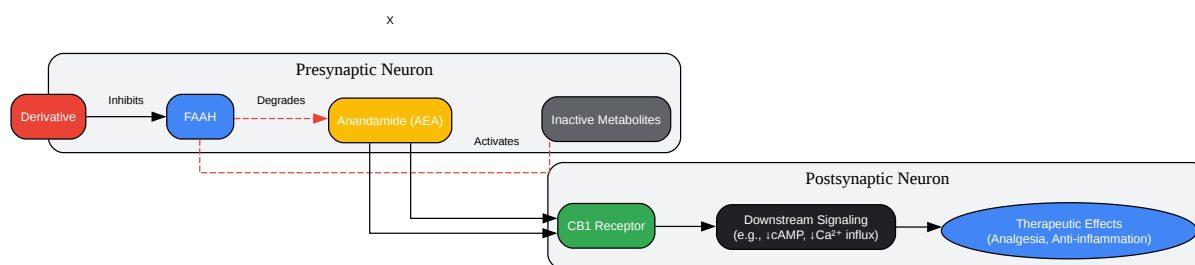 x
Presynaptic Neuron
Derivative
Inhibits
FAAH
Degrades
Anandamide (AEA)
Activates
Inactive Metabolites
Postsynaptic Neuron
CB1 Receptor
Downstream Signaling
(e.g., ↓cAMP, ↓Ca²⁺ influx)
Therapeutic Effects
(Analgesia, Anti-inflammation)